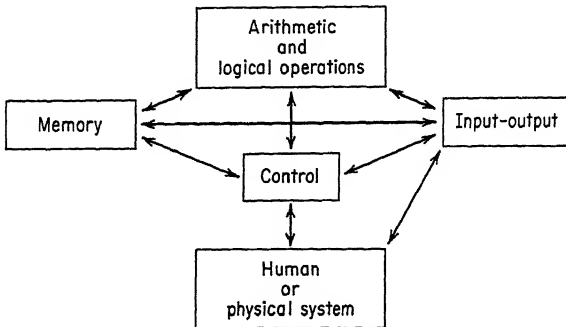 Arithmetic
and
logical operations
Memory
Input-output
Control
Human
or
physical system